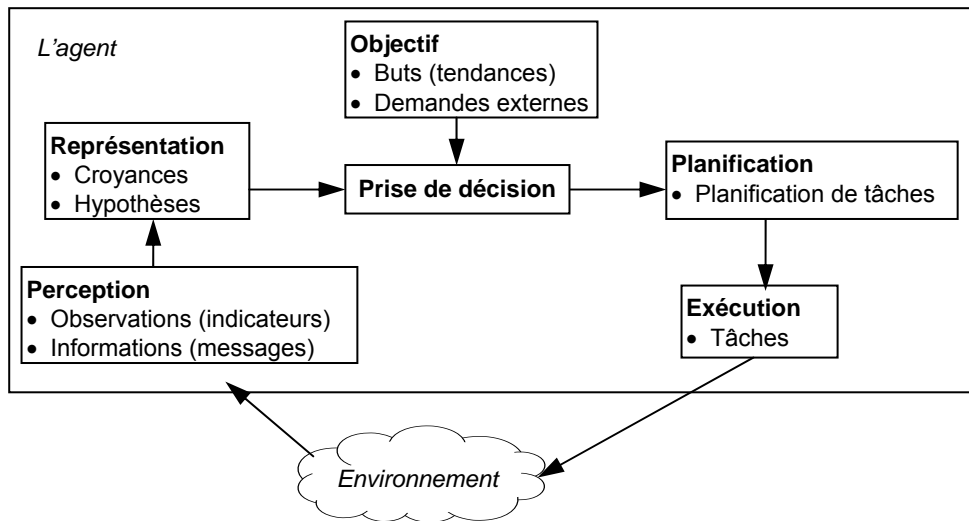 L'agent
Objectif
• Buts (tendances)
• Demandes externes
Représentation
• Croyances
• Hypothèses
Prise de décision
Planification
• Planification de tâches
Perception
• Observations (indicateurs)
• Informations (messages)
Exécution
• Tâches
Environnement